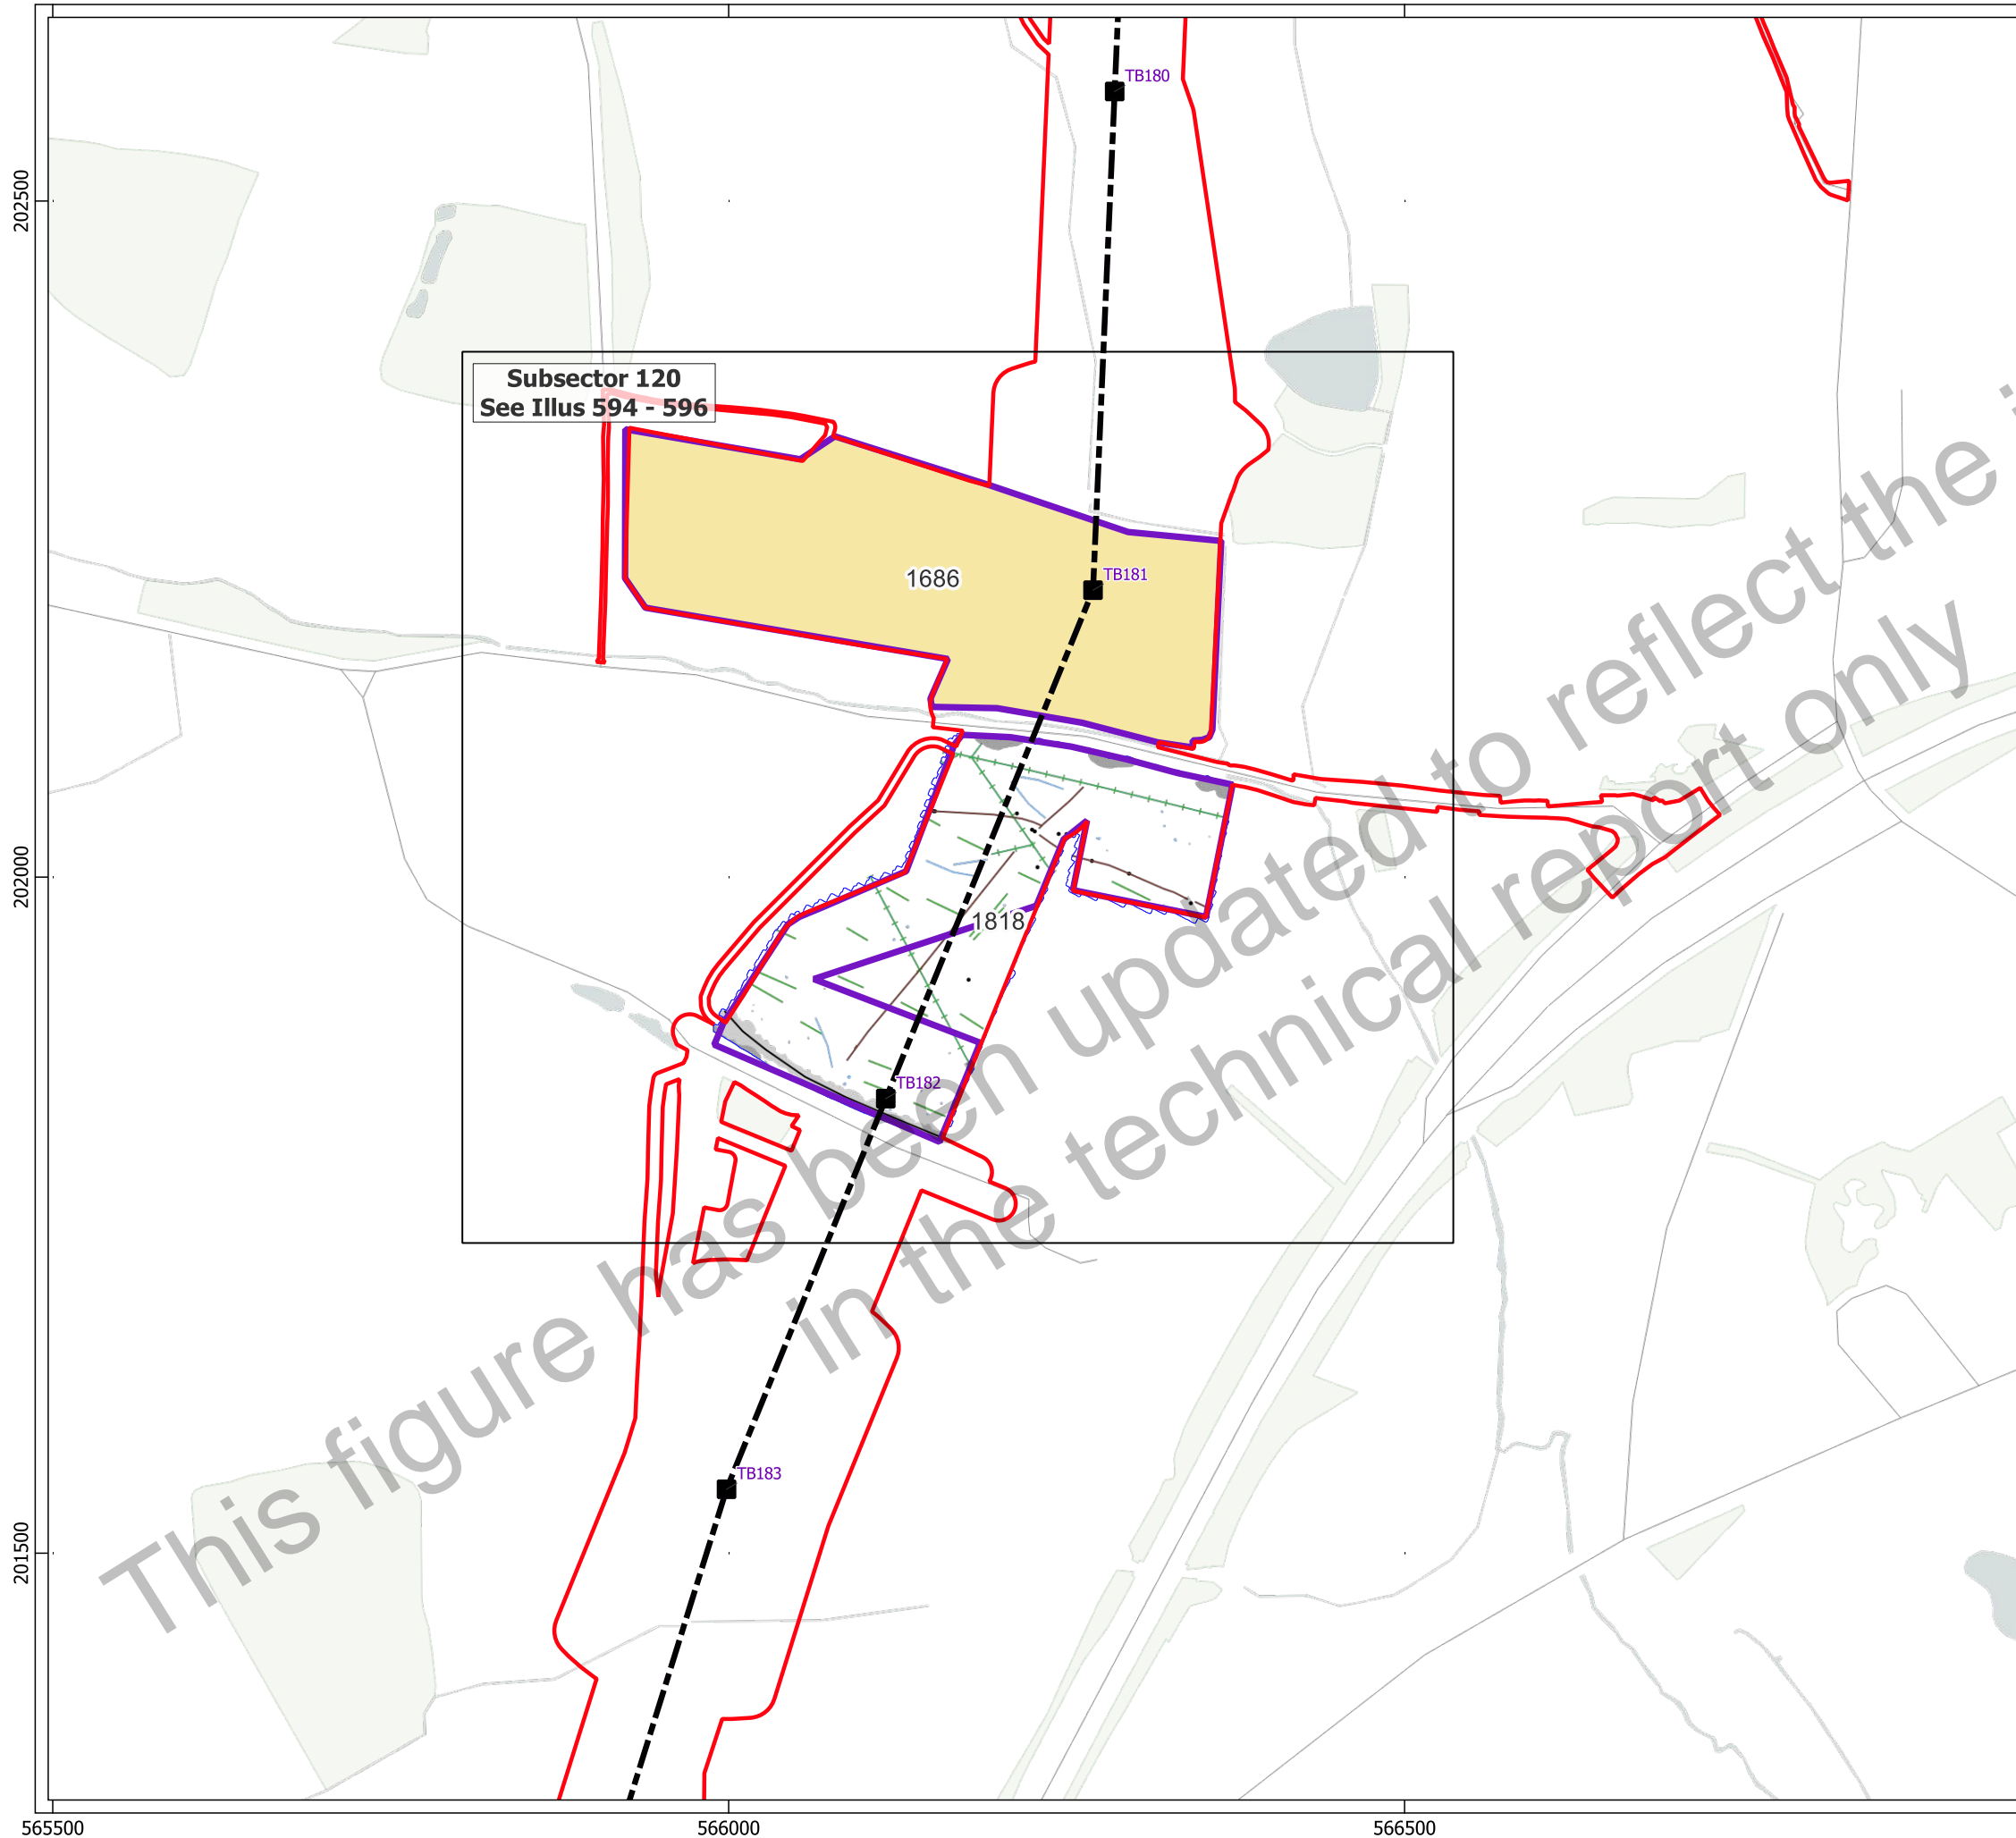 TB180
202500
Subsector 120
See Illus 594 - 596
1686
TB181
202000
1818
TB182
This figure has been updated to reflect the
in the technical report only
TB183
201500
565500
566000
566500